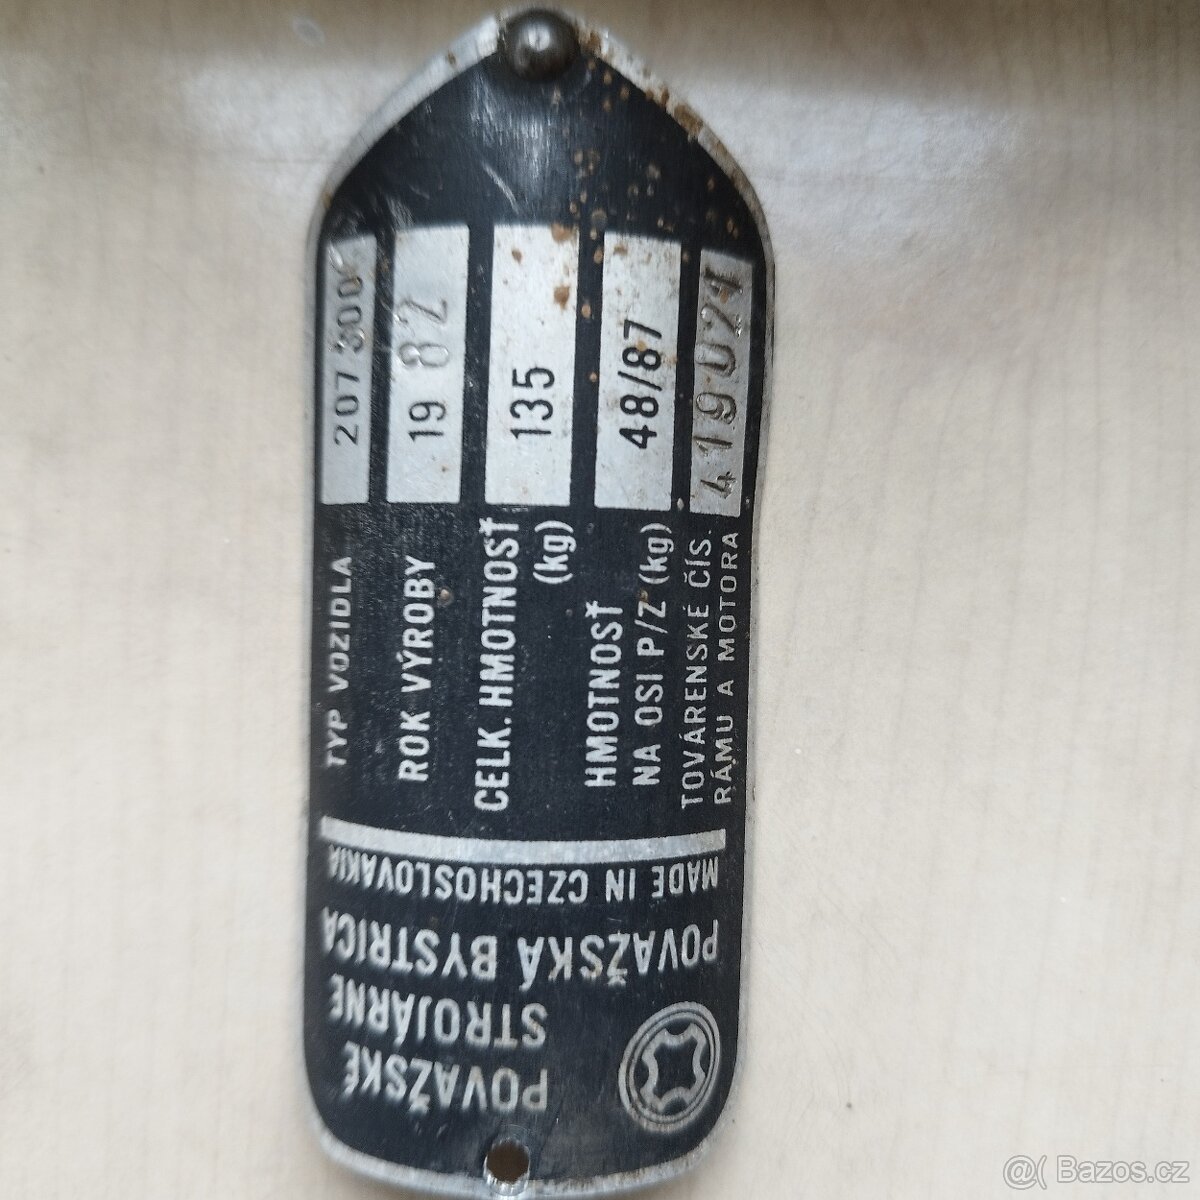 POVAŽSKÉ
STROJÁRNE
POVAŽSKÁ BYSTRICA
MADE IN CZECHOSLOVAKIA
TYP VOZIDLA 207 300
ROK VÝROBY 19 82
CELK. HMOTNOSŤ (kg) 135
HMOTNOSŤ
NA OSI P/Z (kg) 48/87
TOVÁRENSKÉ ČÍS.
RÁMU A MOTORA 419021
@( Bazos.cz